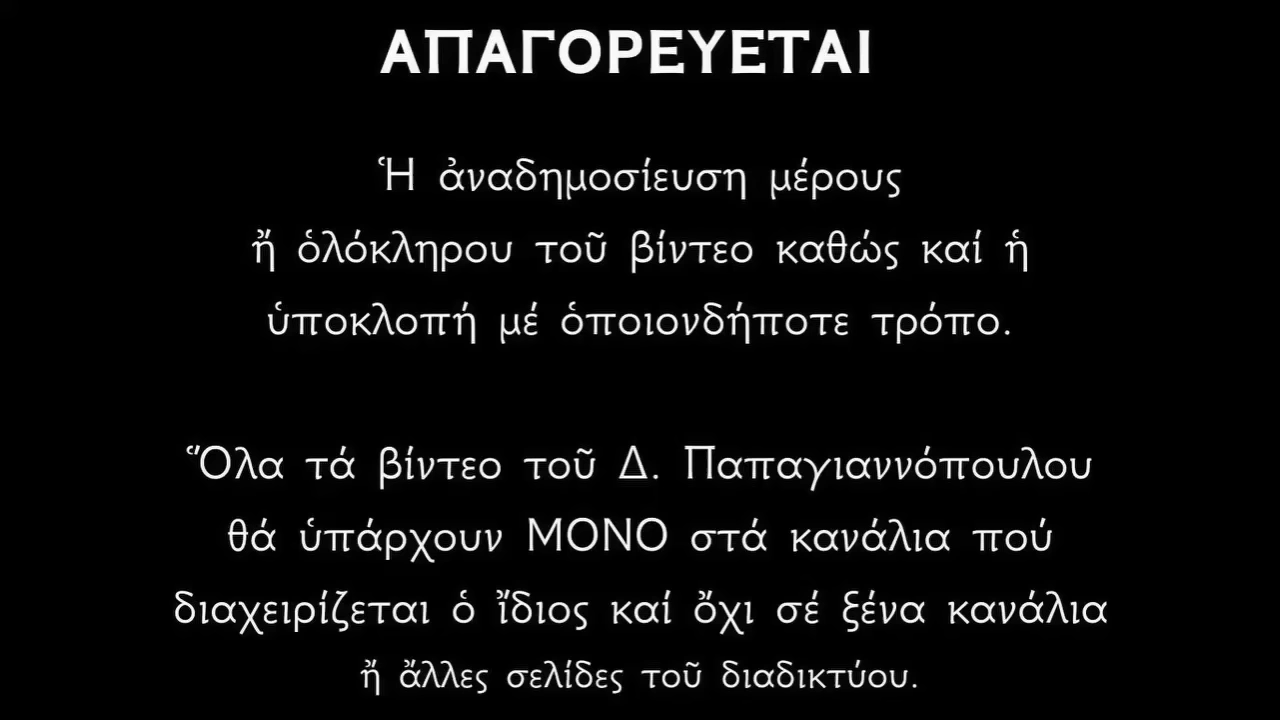 ΑΠΑΓΟΡΕΥΕΤΑΙ
Ἡ ἀναδημοσίευση μέρους
ἤ ὁλόκληρου τοῦ βίντεο καθώς καί ἡ
ὑποκλοπή μέ ὁποιονδήποτε τρόπο.
Ὅλα τά βίντεο τοῦ Δ. Παπαγιαννόπουλου
θά ὑπάρχουν ΜΟΝΟ στά κανάλια πού
διαχειρίζεται ὁ ἴδιος καί ὄχι σέ ξένα κανάλια
ἤ ἄλλες σελίδες τοῦ διαδικτύου.